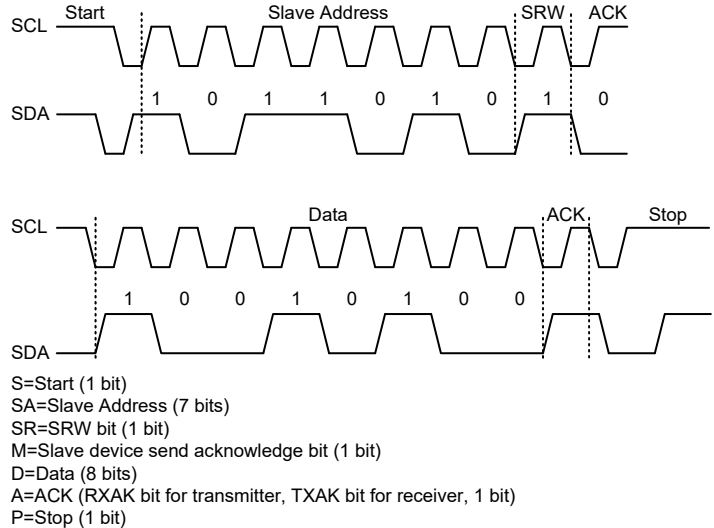 Start Slave Address SRW ACK
SCL
1 0 1 1 0 1 0 1 0
SDA
Data ACK Stop
SCL
1 0 0 1 0 1 0 0
SDA
S=Start (1 bit)
SA=Slave Address (7 bits)
SR=SRW bit (1 bit)
M=Slave device send acknowledge bit (1 bit)
D=Data (8 bits)
A=ACK (RXAK bit for transmitter, TXAK bit for receiver, 1 bit)
P=Stop (1 bit)